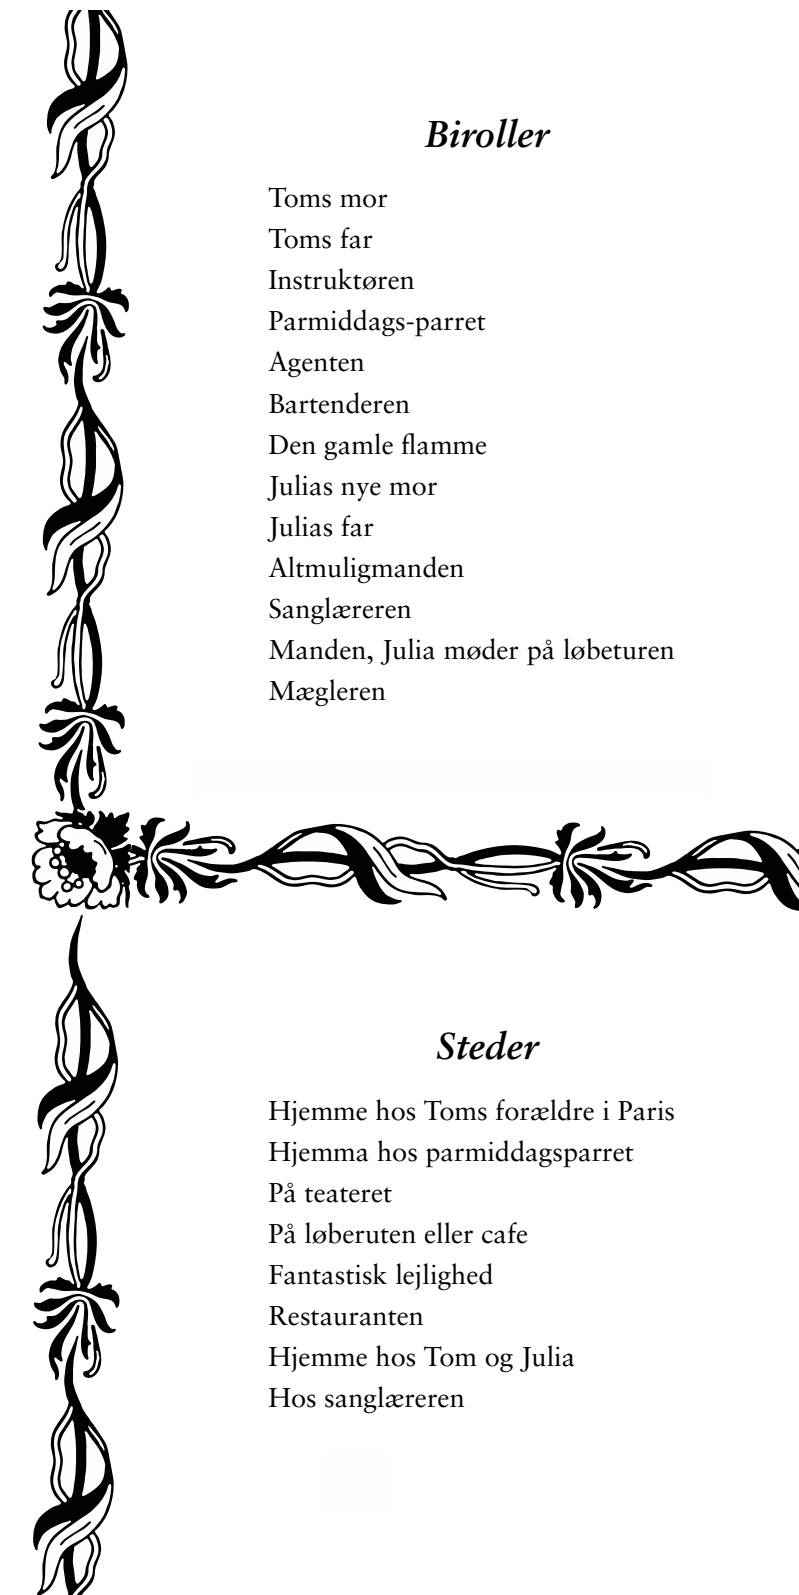 Biroller
Toms mor
Toms far
Instruktøren
Parmiddags-parret
Agenten
Bartenderen
Den gamle flamme
Julias nye mor
Julias far
Altmuligmanden
Sanglæreren
Manden, Julia møder på løbeturen
Mægleren
Steder
Hjemme hos Toms forældre i Paris
Hjemma hos parmiddagsparret
På teateret
På løberuten eller cafe
Fantastisk lejlighed
Restauranten
Hjemme hos Tom og Julia
Hos sanglæreren